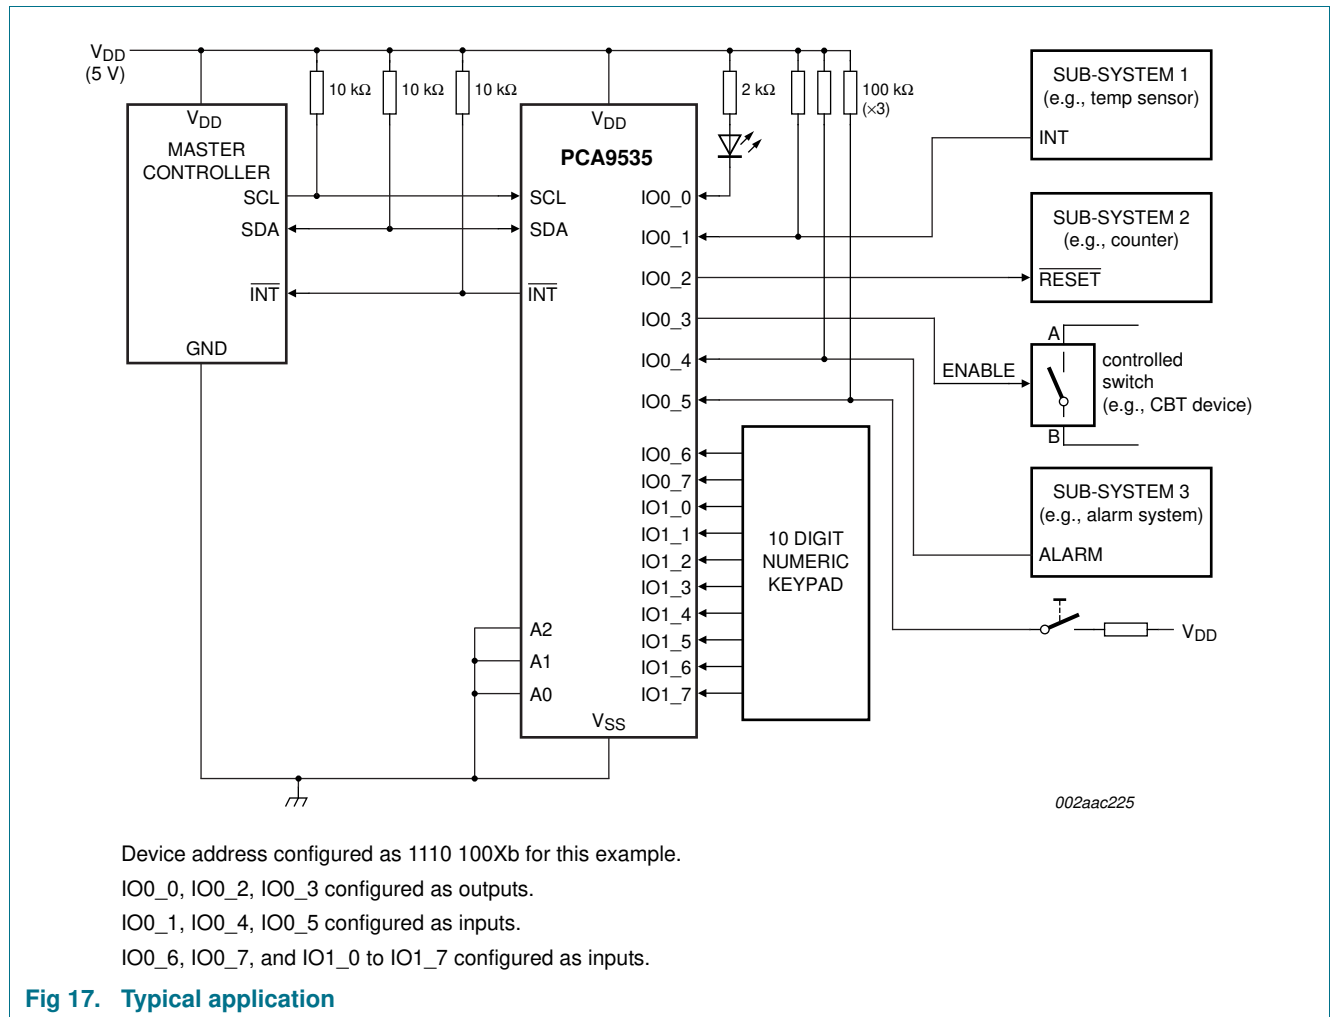 VDD
(5 V)
10 kΩ
10 kΩ
10 kΩ
2 kΩ
100 kΩ
(×3)
VDD
MASTER
CONTROLLER
SCL
SDA
INT
GND
VDD
PCA9535
SCL
SDA
INT
A2
A1
A0
VSS
IO0_0
IO0_1
IO0_2
IO0_3
IO0_4
IO0_5
IO0_6
IO0_7
IO1_0
IO1_1
IO1_2
IO1_3
IO1_4
IO1_5
IO1_6
IO1_7
10 DIGIT
NUMERIC
KEYPAD
SUB-SYSTEM 1
(e.g., temp sensor)
INT
SUB-SYSTEM 2
(e.g., counter)
RESET
A
ENABLE
B
controlled
switch
(e.g., CBT device)
SUB-SYSTEM 3
(e.g., alarm system)
ALARM
VDD
002aac225
Device address configured as 1110 100Xb for this example.
IO0_0, IO0_2, IO0_3 configured as outputs.
IO0_1, IO0_4, IO0_5 configured as inputs.
IO0_6, IO0_7, and IO1_0 to IO1_7 configured as inputs.
Fig 17. Typical application